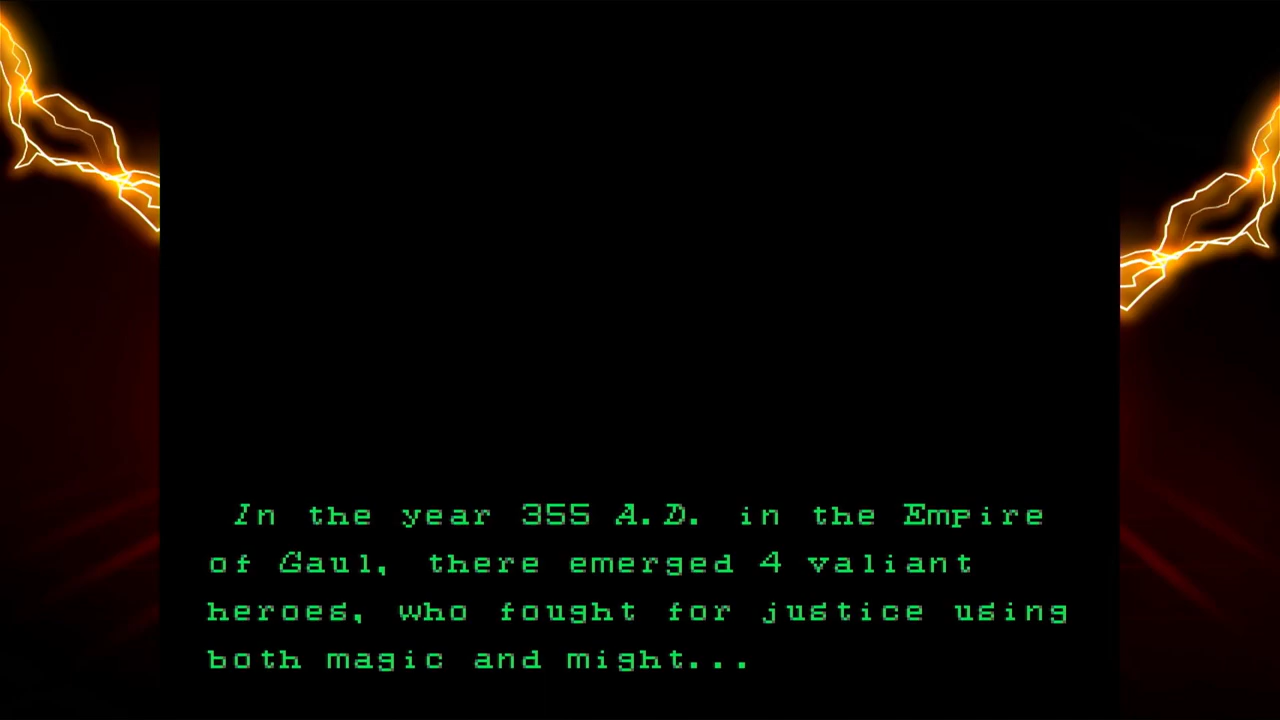 In the year 355 A.D. in the Empire
of Gaul, there emerged 4 valiant
heroes, who fought for justice using
both magic and might...